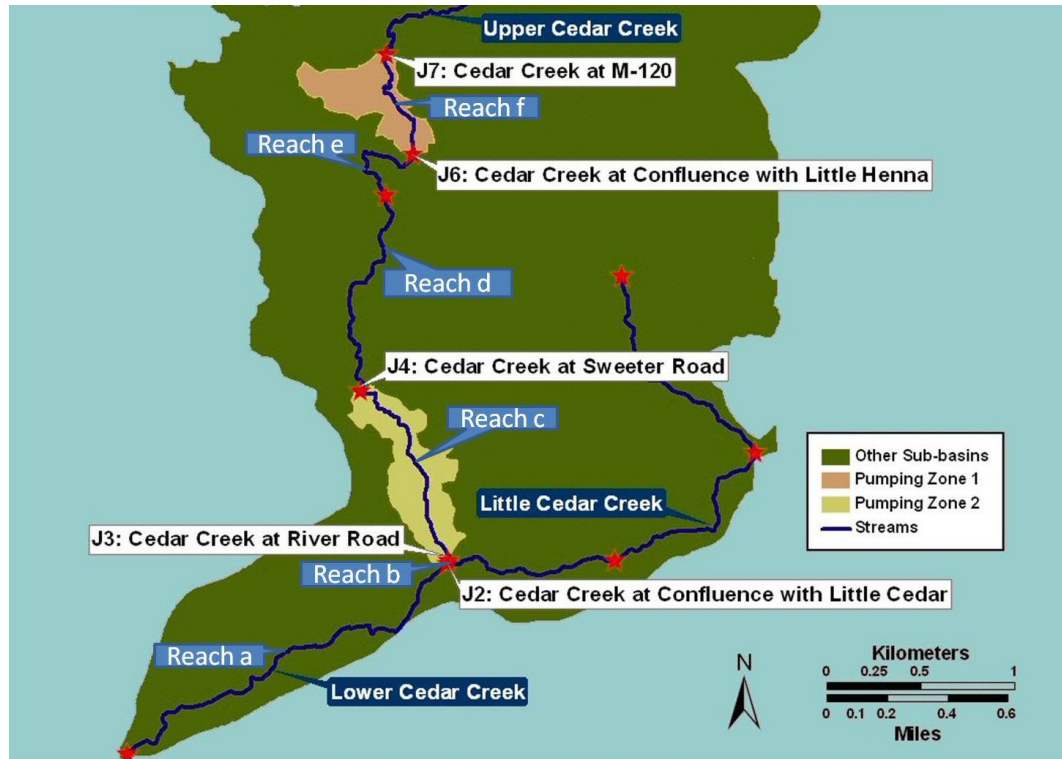 Upper Cedar Creek
J7: Cedar Creek at M-120
Reach f
Reach e
J6: Cedar Creek at Confluence with Little Henna
Reach d
J4: Cedar Creek at Sweeter Road
Reach c
Other Sub-basins
Pumping Zone 1
Pumping Zone 2
Streams
Little Cedar Creek
J3: Cedar Creek at River Road
Reach b
J2: Cedar Creek at Confluence with Little Cedar
Reach a
Lower Cedar Creek
N
Kilometers
0 0.25 0.5 1
0 0.1 0.2 0.4 0.6
Miles